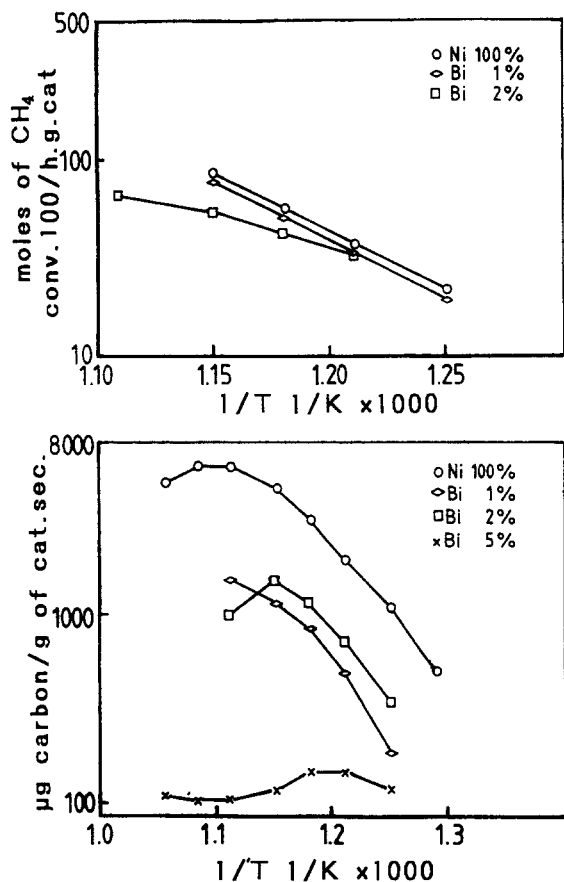 500
○ Ni 100%
◇ Bi 1%
□ Bi 2%
100
moles of CH₄
conv. 100/h.g.cat
10
1.10 1.15 1.20 1.25
1/T 1/K x1000
8000
○ Ni 100%
◇ Bi 1%
□ Bi 2%
× Bi 5%
1000
µg carbon/g of cat.sec.
100
1.0 1.1 1.2 1.3
1/T 1/K x1000